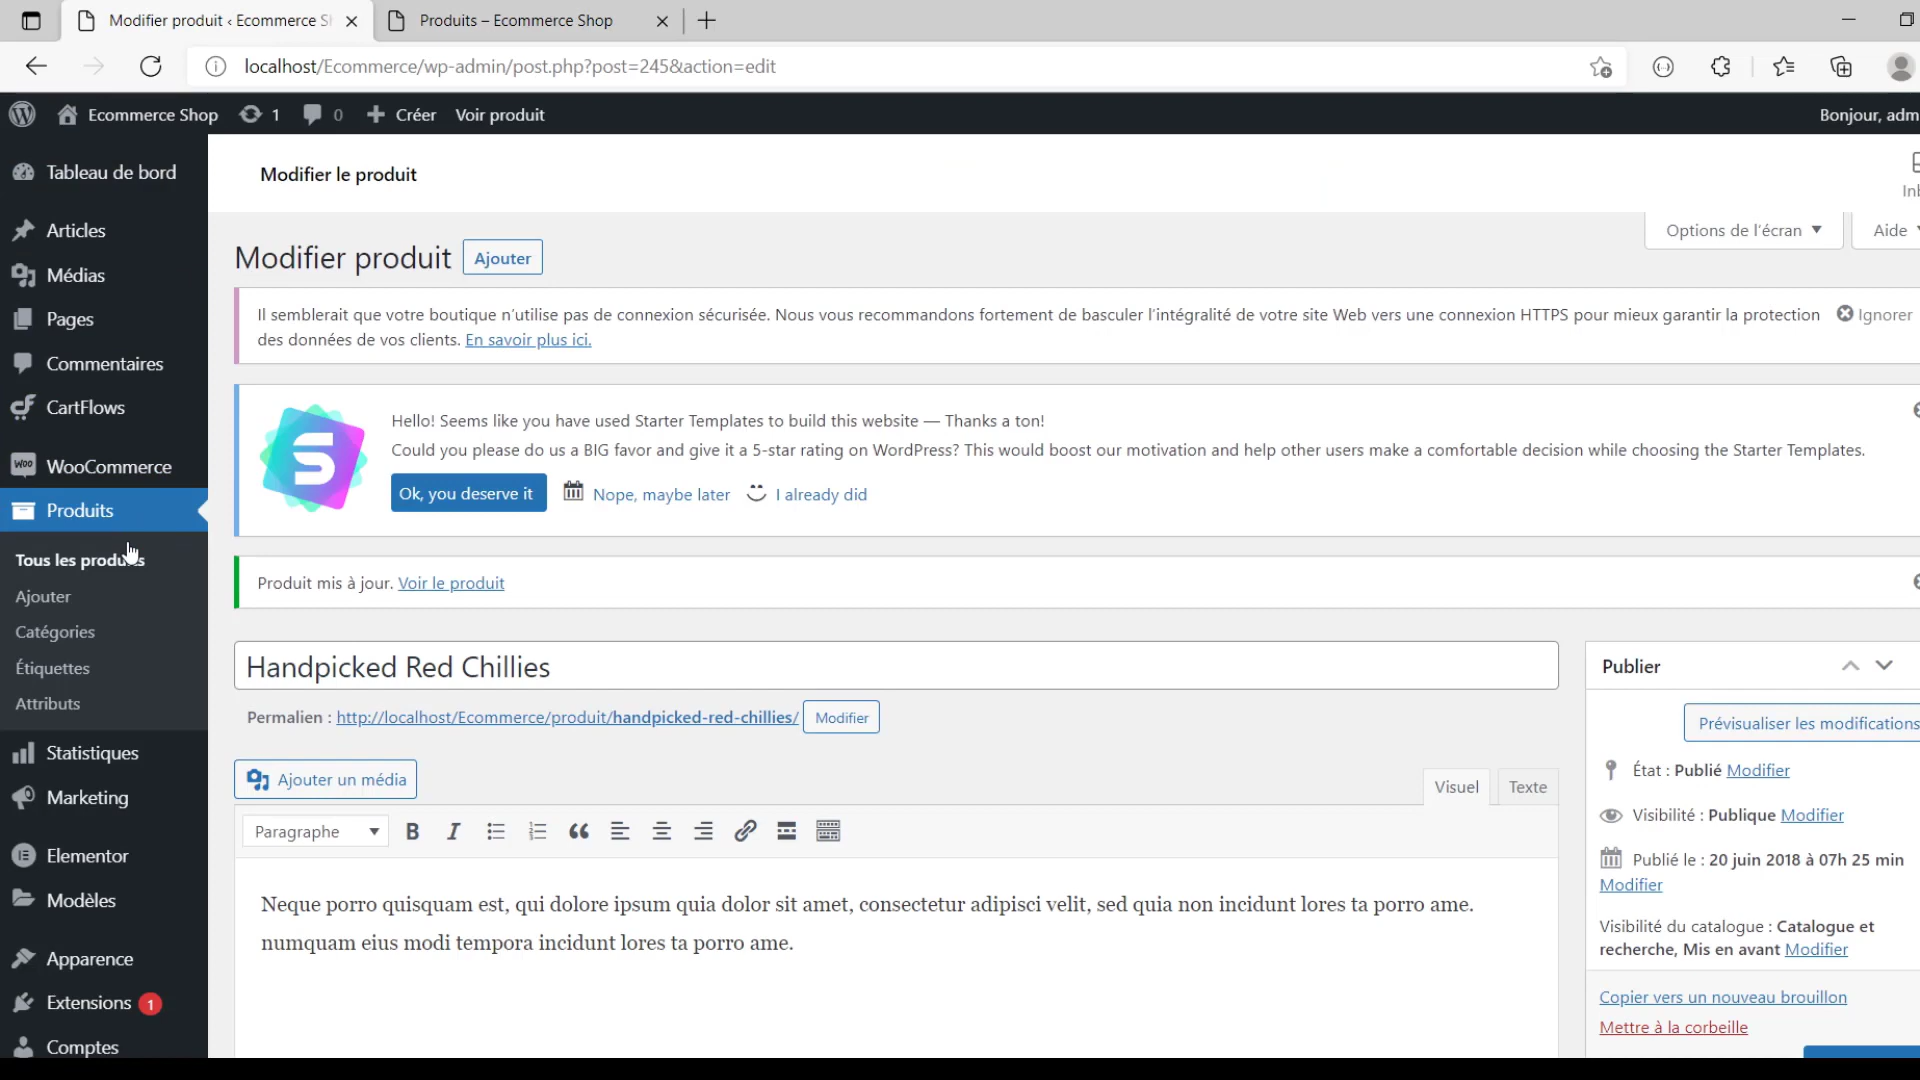 Modifier produit ‹ Ecommerce S
Produits – Ecommerce Shop
localhost/Ecommerce/wp-admin/post.php?post=245&action=edit
Ecommerce Shop 1 0 Créer Voir produit Bonjour, adm
Tableau de bord
Articles
Médias
Pages
Commentaires
CartFlows
WooCommerce
Produits
Tous les produits
Ajouter
Catégories
Étiquettes
Attributs
Statistiques
Marketing
Elementor
Modèles
Apparence
Extensions 1
Comptes
Modifier le produit
Options de l'écran ▼ Aide
Modifier produit Ajouter
Il semblerait que votre boutique n'utilise pas de connexion sécurisée. Nous vous recommandons fortement de basculer l'intégralité de votre site Web vers une connexion HTTPS pour mieux garantir la protection Ignorer
des données de vos clients. En savoir plus ici.
S
Hello! Seems like you have used Starter Templates to build this website — Thanks a ton!
Could you please do us a BIG favor and give it a 5-star rating on WordPress? This would boost our motivation and help other users make a comfortable decision while choosing the Starter Templates.
Ok, you deserve it Nope, maybe later I already did
Produit mis à jour. Voir le produit
Handpicked Red Chillies
Permalien : http://localhost/Ecommerce/produit/handpicked-red-chillies/ Modifier
Ajouter un média
Visuel Texte
Paragraphe B I
Neque porro quisquam est, qui dolore ipsum quia dolor sit amet, consectetur adipisci velit, sed quia non incidunt lores ta porro ame.
numquam eius modi tempora incidunt lores ta porro ame.
Publier
Prévisualiser les modifications
État : Publié Modifier
Visibilité : Publique Modifier
Publié le : 20 juin 2018 à 07h 25 min
Modifier
Visibilité du catalogue : Catalogue et
recherche, Mis en avant Modifier
Copier vers un nouveau brouillon
Mettre à la corbeille